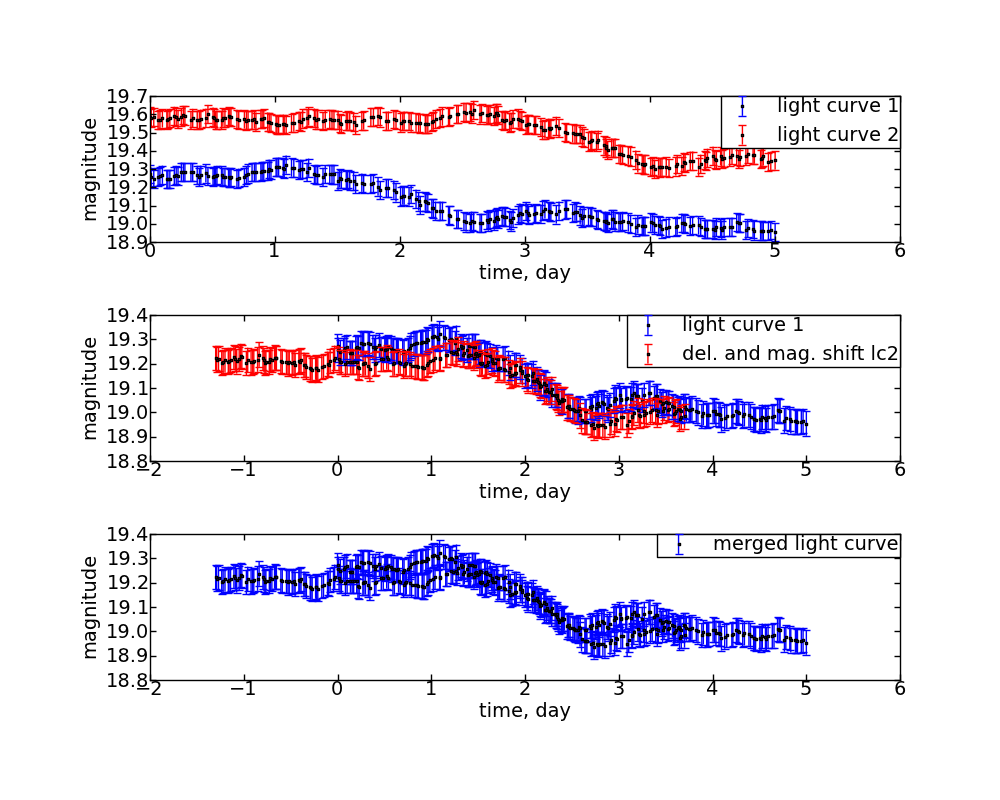 19.7
19.6
19.5
19.4
19.3
19.2
19.1
19.0
18.9
magnitude
light curve 1
light curve 2
0 1 2 3 4 5 6
time, day
19.4
19.3
19.2
19.1
19.0
18.9
18.8
magnitude
light curve 1
del. and mag. shift lc2
−2 −1 0 1 2 3 4 5 6
time, day
19.4
19.3
19.2
19.1
19.0
18.9
18.8
magnitude
merged light curve
−2 −1 0 1 2 3 4 5 6
time, day